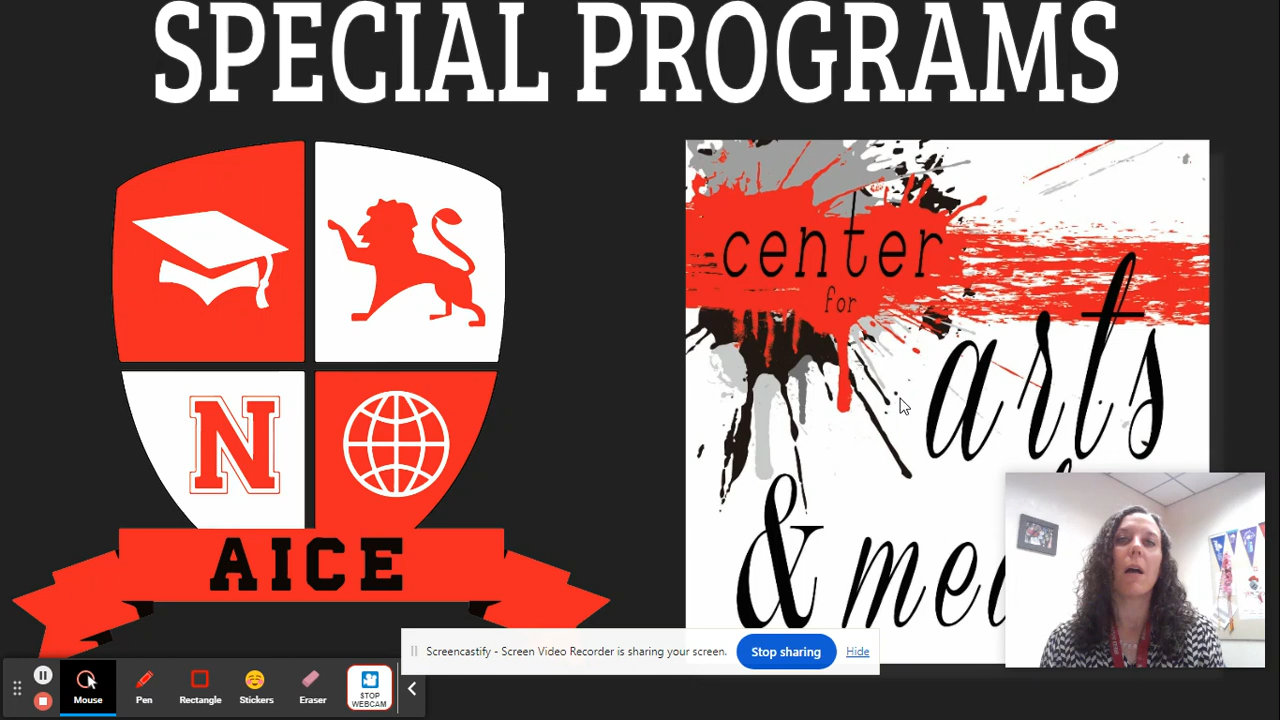 SPECIAL PROGRAMS
N
AICE
center
for
arts
& me
Screencastify - Screen Video Recorder is sharing your screen.
Stop sharing
Hide
Mouse
Pen
Rectangle
Stickers
Eraser
STOP
WEBCAM